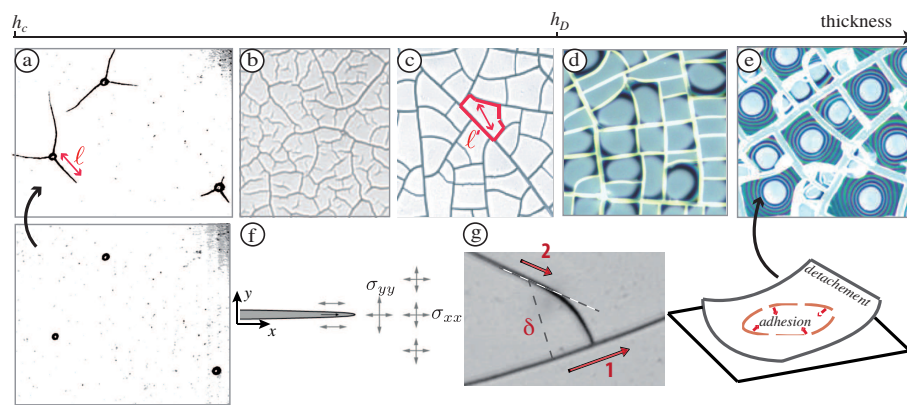 h_c h_D thickness
a b c d e
ℓ ℓ*
f g
y x
σ_yy σ_xx
2
δ
1
detachement
adhesion